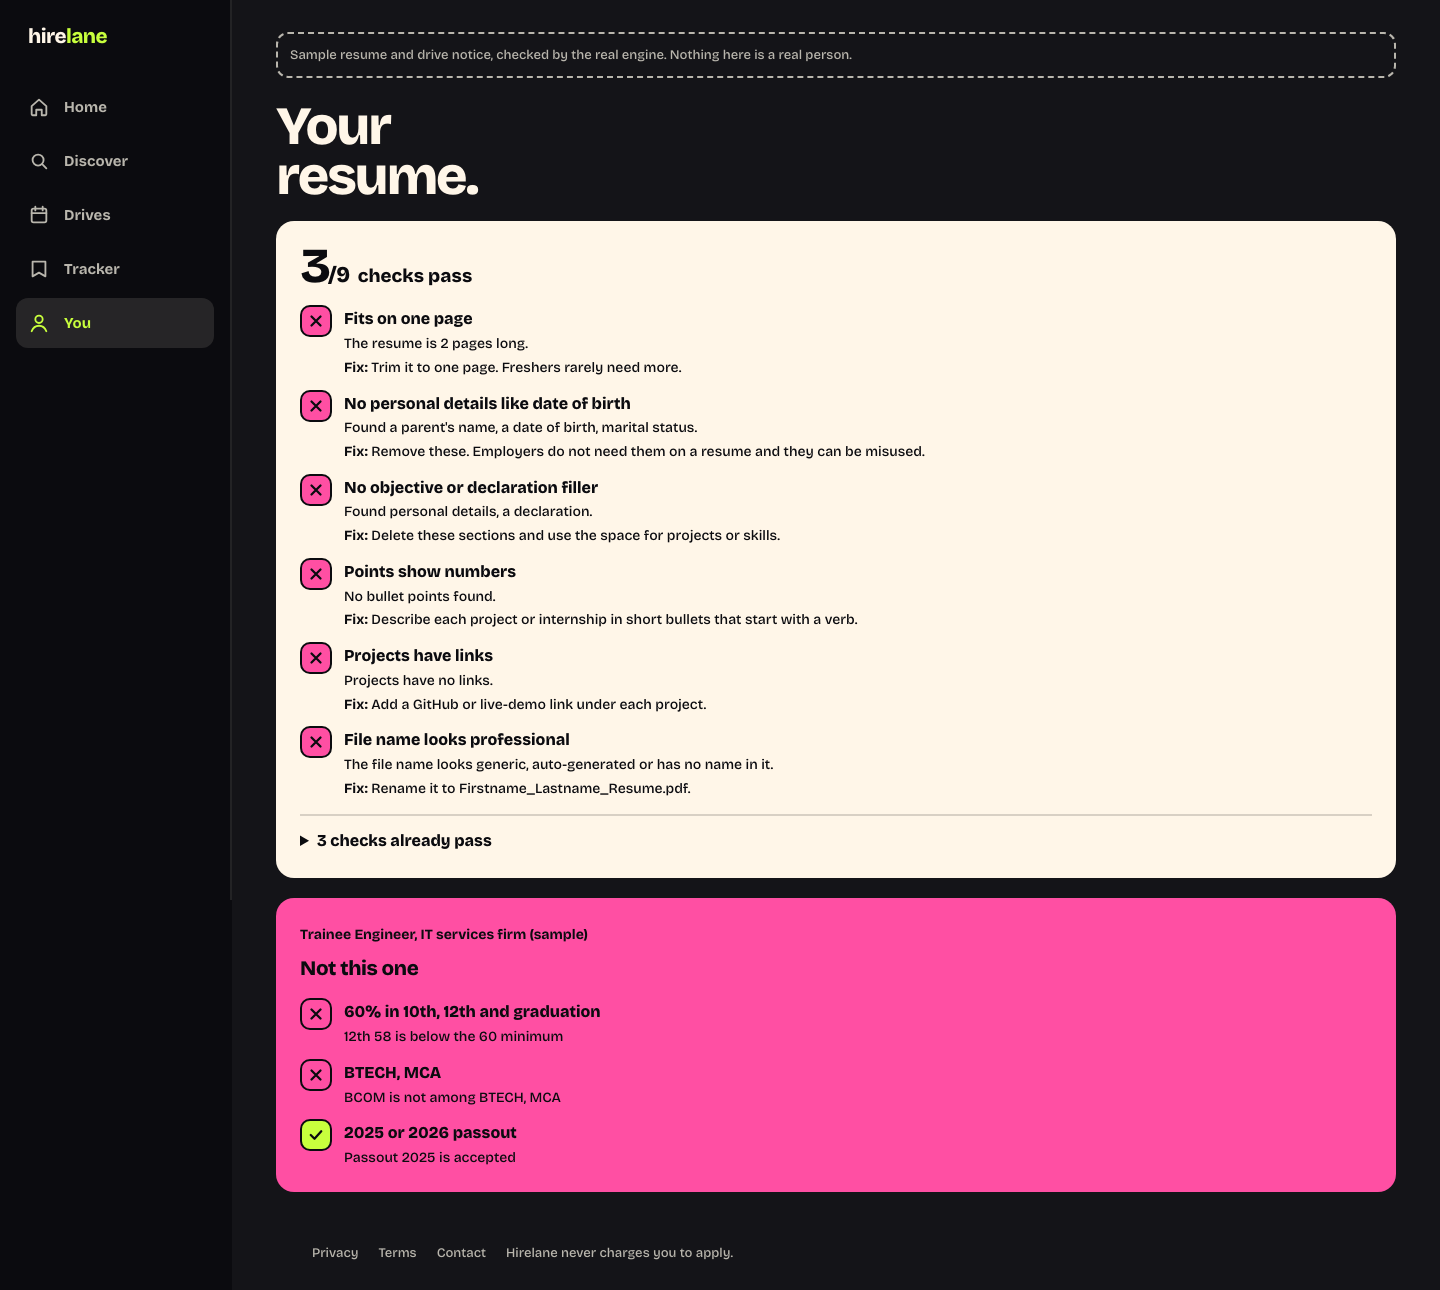 hirelane
Home
Discover
Drives
Tracker
You
Sample resume and drive notice, checked by the real engine. Nothing here is a real person.
Your
resume.
3/9 checks pass
Fits on one page
The resume is 2 pages long.
Fix: Trim it to one page. Freshers rarely need more.
No personal details like date of birth
Found a parent's name, a date of birth, marital status.
Fix: Remove these. Employers do not need them on a resume and they can be misused.
No objective or declaration filler
Found personal details, a declaration.
Fix: Delete these sections and use the space for projects or skills.
Points show numbers
No bullet points found.
Fix: Describe each project or internship in short bullets that start with a verb.
Projects have links
Projects have no links.
Fix: Add a GitHub or live-demo link under each project.
File name looks professional
The file name looks generic, auto-generated or has no name in it.
Fix: Rename it to Firstname_Lastname_Resume.pdf.
3 checks already pass
Trainee Engineer, IT services firm (sample)
Not this one
60% in 10th, 12th and graduation
12th 58 is below the 60 minimum
BTECH, MCA
BCOM is not among BTECH, MCA
2025 or 2026 passout
Passout 2025 is accepted
Privacy Terms Contact Hirelane never charges you to apply.